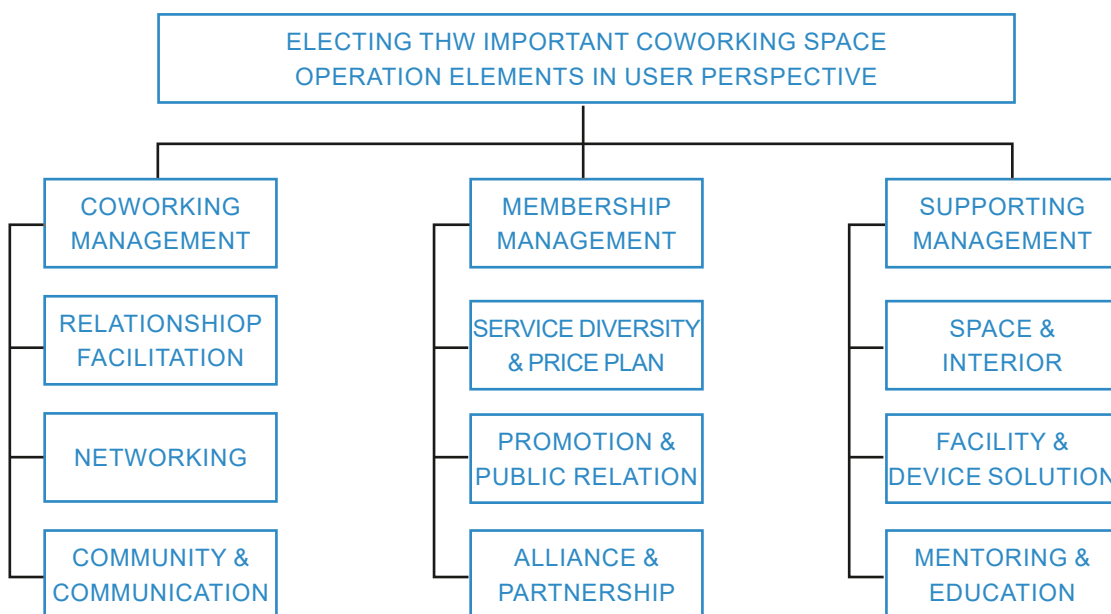 ELECTING THW IMPORTANT COWORKING SPACE
OPERATION ELEMENTS IN USER PERSPECTIVE
COWORKING
MANAGEMENT
RELATIONSHIOP
FACILITATION
NETWORKING
COMMUNITY &
COMMUNICATION
MEMBERSHIP
MANAGEMENT
SERVICE DIVERSITY
& PRICE PLAN
PROMOTION &
PUBLIC RELATION
ALLIANCE &
PARTNERSHIP
SUPPORTING
MANAGEMENT
SPACE &
INTERIOR
FACILITY &
DEVICE SOLUTION
MENTORING &
EDUCATION